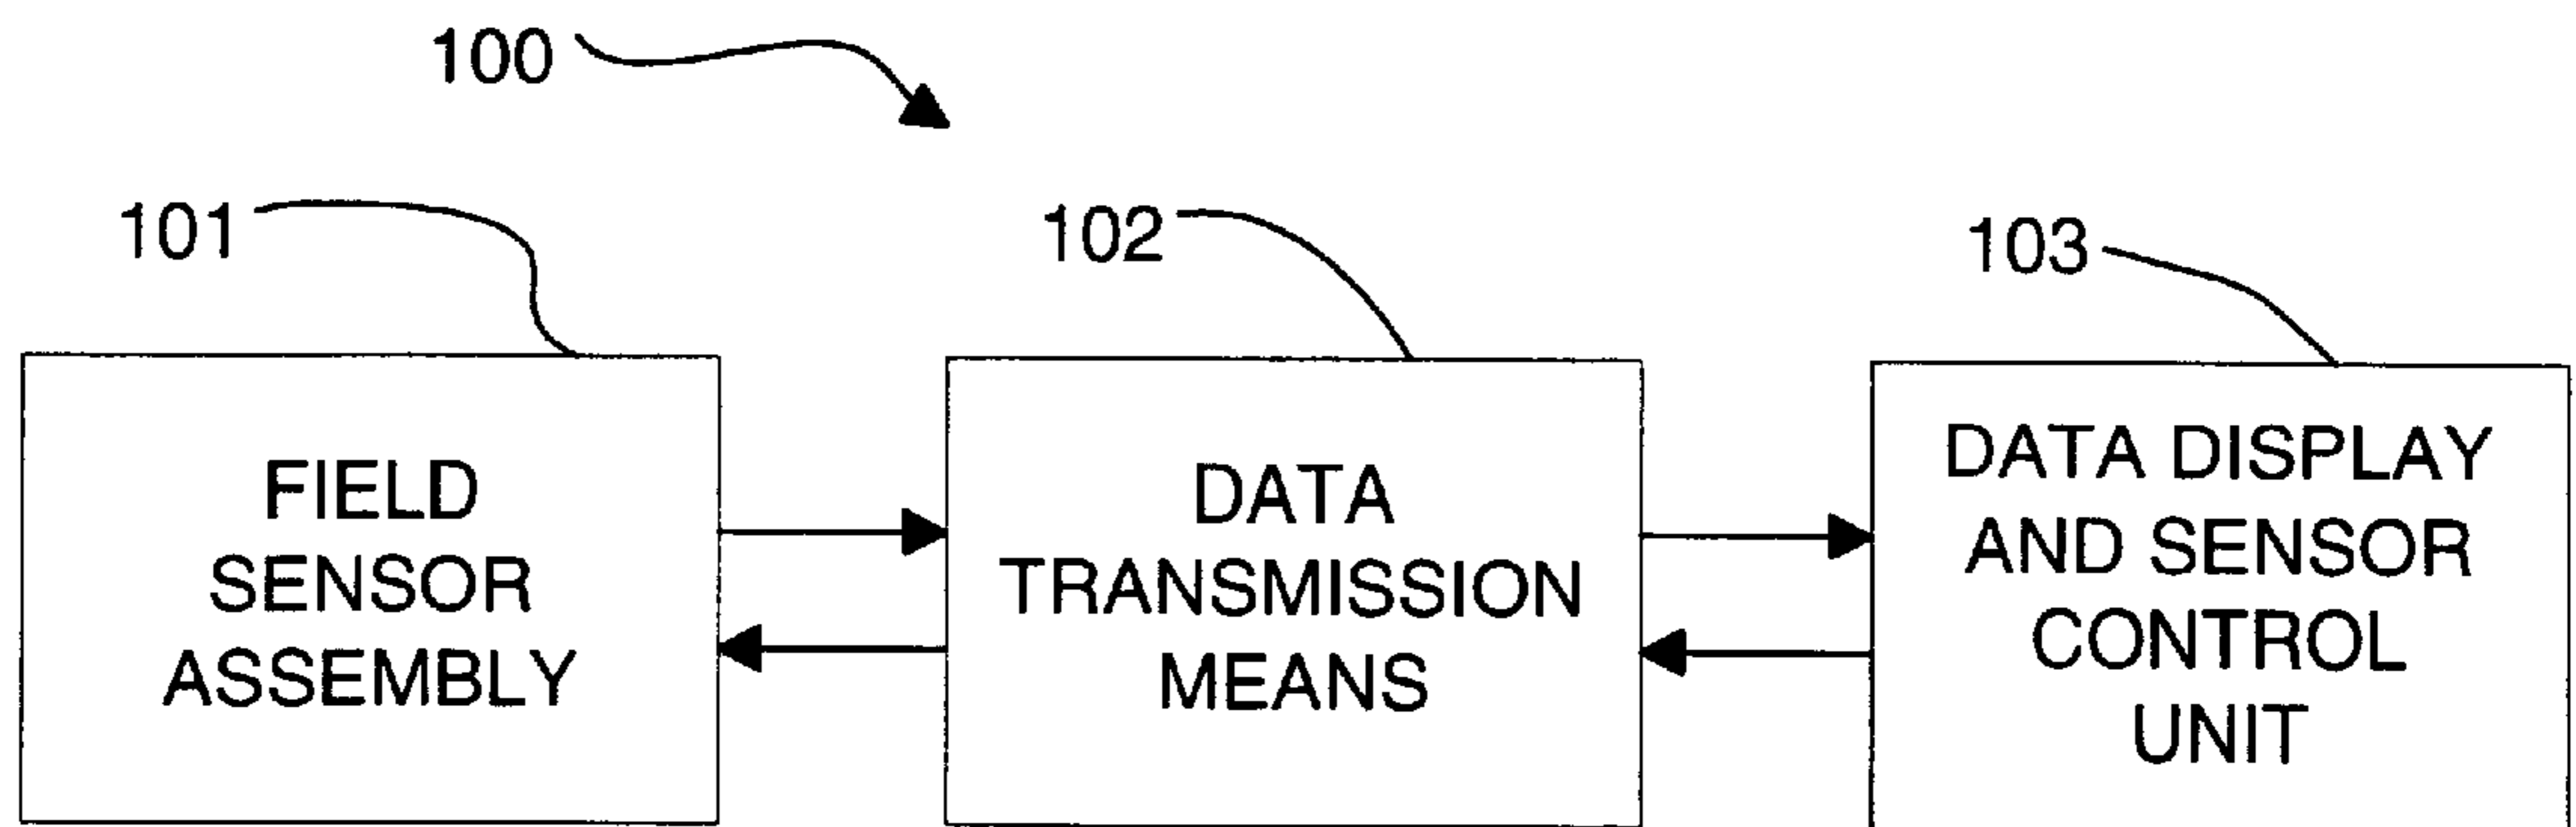 100
101
102
103
FIELD
SENSOR
ASSEMBLY
DATA
TRANSMISSION
MEANS
DATA DISPLAY
AND SENSOR
CONTROL
UNIT